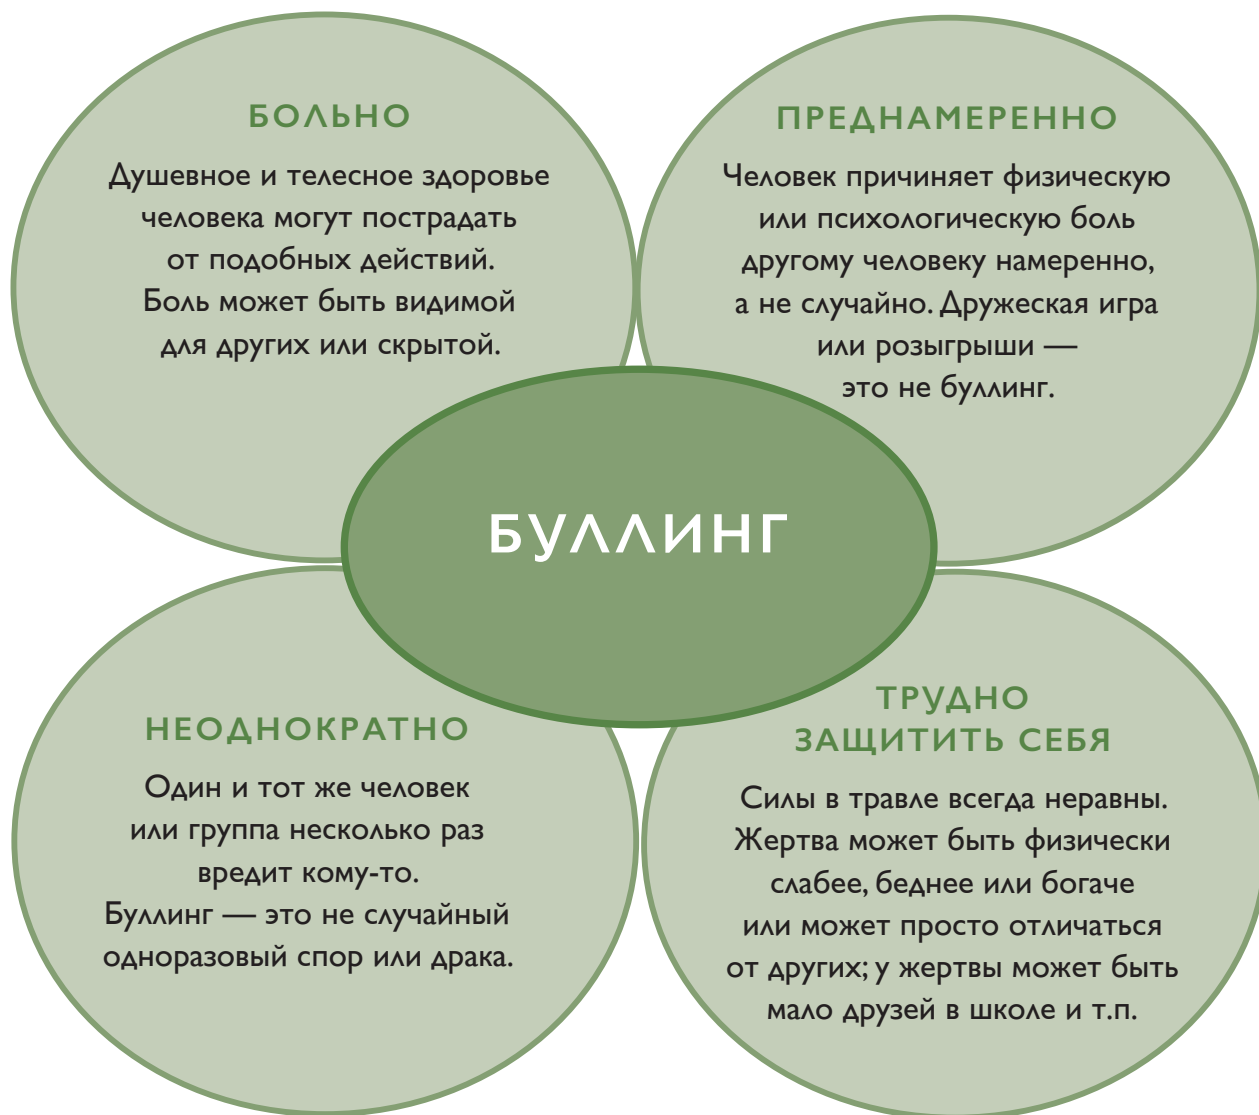 БОЛЬНО
Душевное и телесное здоровье
человека могут пострадать
от подобных действий.
Боль может быть видимой
для других или скрытой.
ПРЕДНАМЕРЕННО
Человек причиняет физическую
или психологическую боль
другому человеку намеренно,
а не случайно. Дружеская игра
или розыгрыши —
это не буллинг.
БУЛЛИНГ
НЕОДНОКРАТНО
Один и тот же человек
или группа несколько раз
вредит кому-то.
Буллинг — это не случайный
одноразовый спор или драка.
ТРУДНО
ЗАЩИТИТЬ СЕБЯ
Силы в травле всегда неравны.
Жертва может быть физически
слабее, беднее или богаче
или может просто отличаться
от других; у жертвы может быть
мало друзей в школе и т.п.